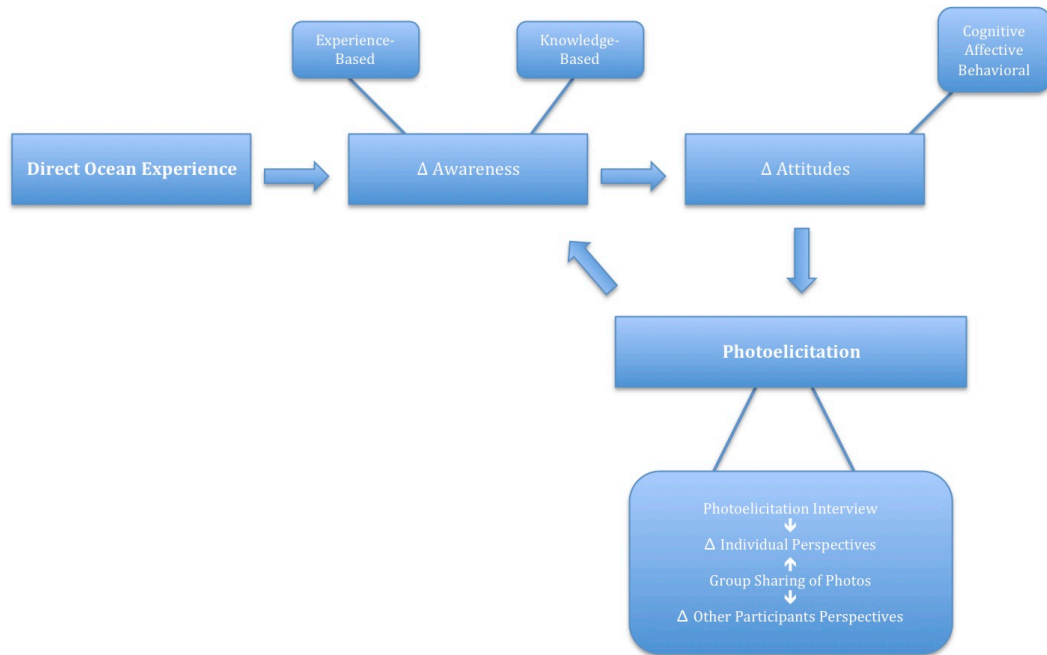 Experience-
Based
Knowledge-
Based
Cognitive
Affective
Behavioral
Direct Ocean Experience
Δ Awareness
Δ Attitudes
Photoelicitation
Photoelicitation Interview
Δ Individual Perspectives
Group Sharing of Photos
Δ Other Participants Perspectives